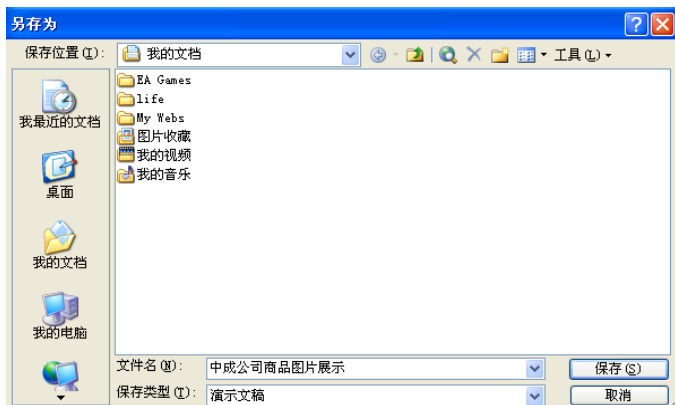 另存为
保存位置(I):
我的文档
工具(L)
EA Games
life
My Webs
图片收藏
我的视频
我的音乐
我最近的文档
桌面
我的文档
我的电脑
文件名(N):
中成公司商品图片展示
保存(S)
保存类型(T):
演示文稿
取消